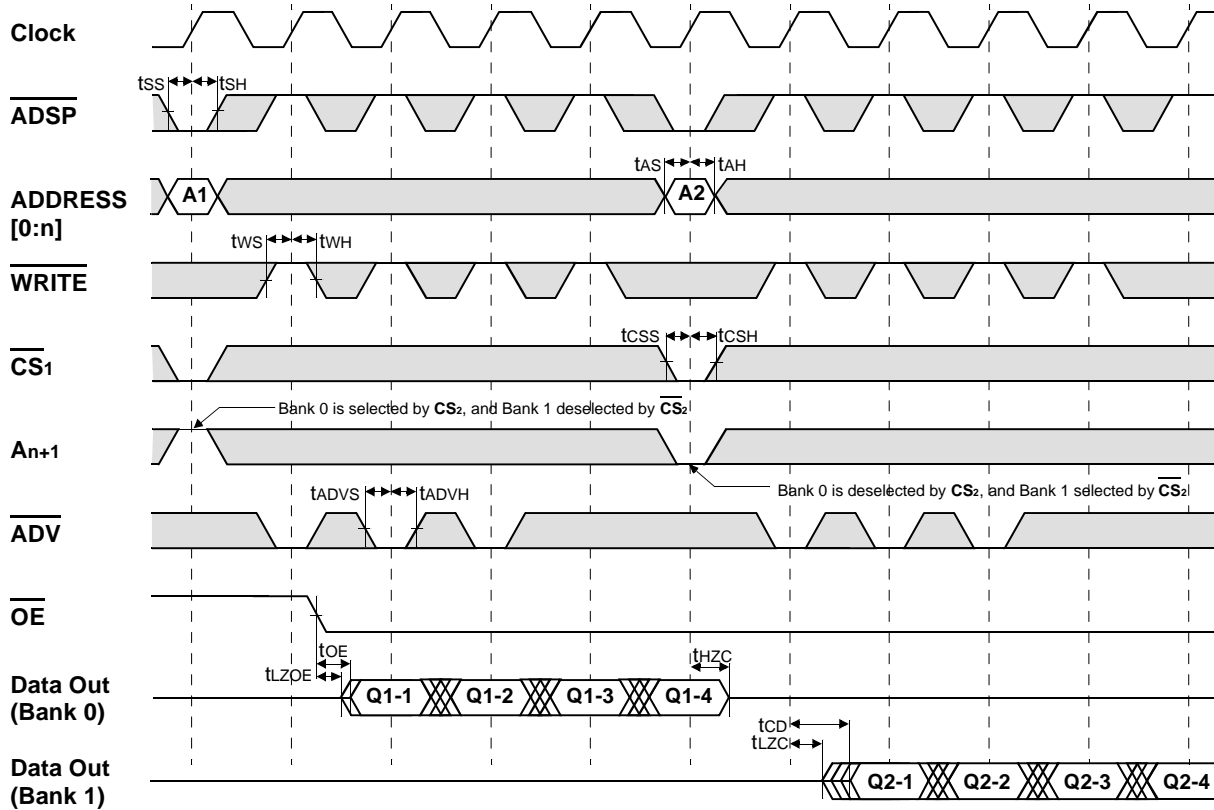 Clock
tSS tSH
ADSP
tAS tAH
ADDRESS A1 A2
[0:n]
tWS tWH
WRITE
tCSS tCSH
CS1
Bank 0 is selected by CS2, and Bank 1 deselected by CS2
An+1
Bank 0 is deselected by CS2, and Bank 1 selected by CS2
tADVS tADVH
ADV
OE
tOE tHZC
tLZOE
Data Out Q1-1 Q1-2 Q1-3 Q1-4
(Bank 0)
tCD
tLZC
Data Out Q2-1 Q2-2 Q2-3 Q2-4
(Bank 1)